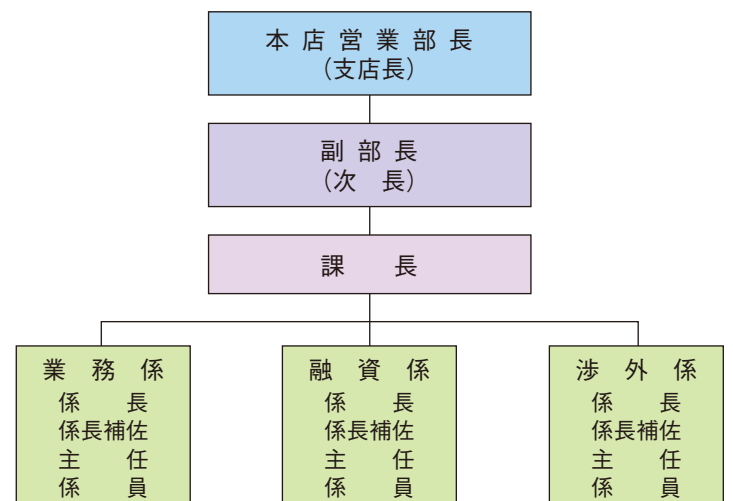 本店営業部長
（支店長）
副部長
（次　長）
課　　長
業　務　係
係　　長
係長補佐
主　　任
係　　員
融　資　係
係　　長
係長補佐
主　　任
係　　員
渉　外　係
係　　長
係長補佐
主　　任
係　　員